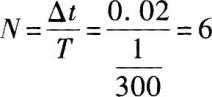 N = Δt/T = 0.02/(1/300) = 6